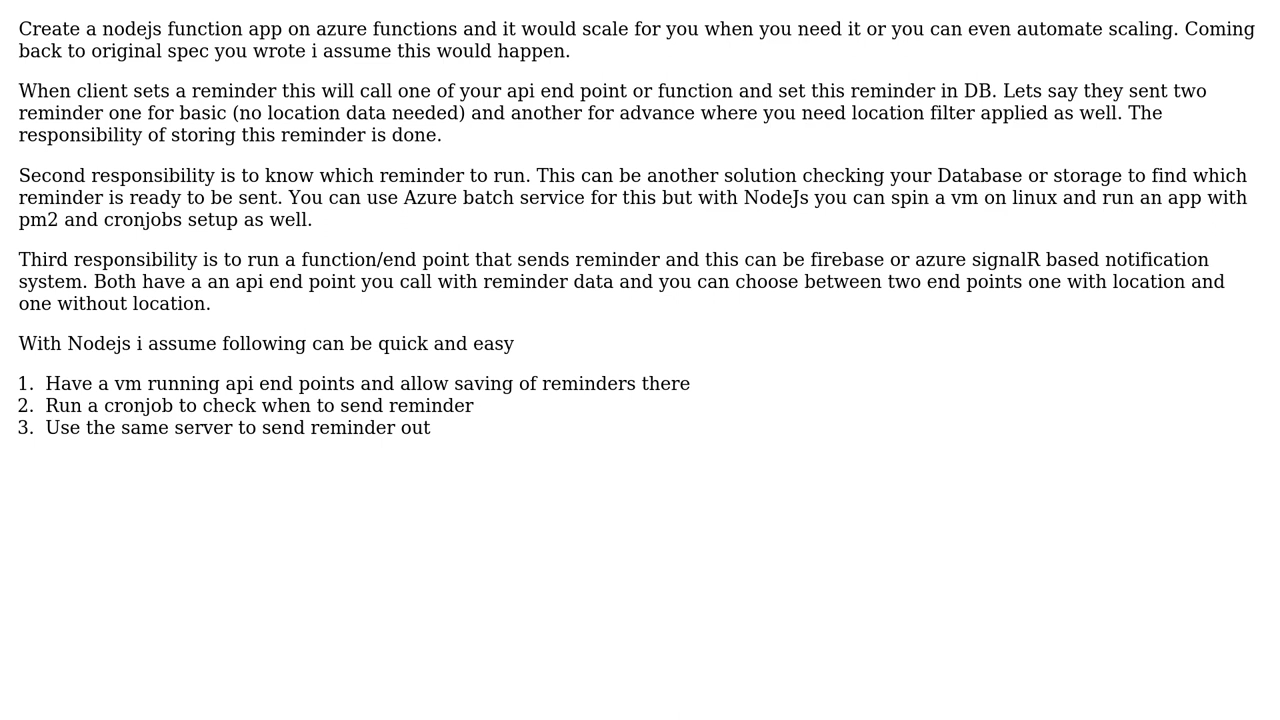 Create a nodejs function app on azure functions and it would scale for you when you need it or you can even automate scaling. Coming
back to original spec you wrote i assume this would happen.
When client sets a reminder this will call one of your api end point or function and set this reminder in DB. Lets say they sent two
reminder one for basic (no location data needed) and another for advance where you need location filter applied as well. The
responsibility of storing this reminder is done.
Second responsibility is to know which reminder to run. This can be another solution checking your Database or storage to find which
reminder is ready to be sent. You can use Azure batch service for this but with NodeJs you can spin a vm on linux and run an app with
pm2 and cronjobs setup as well.
Third responsibility is to run a function/end point that sends reminder and this can be firebase or azure signalR based notification
system. Both have a an api end point you call with reminder data and you can choose between two end points one with location and
one without location.
With Nodejs i assume following can be quick and easy
1. Have a vm running api end points and allow saving of reminders there
2. Run a cronjob to check when to send reminder
3. Use the same server to send reminder out